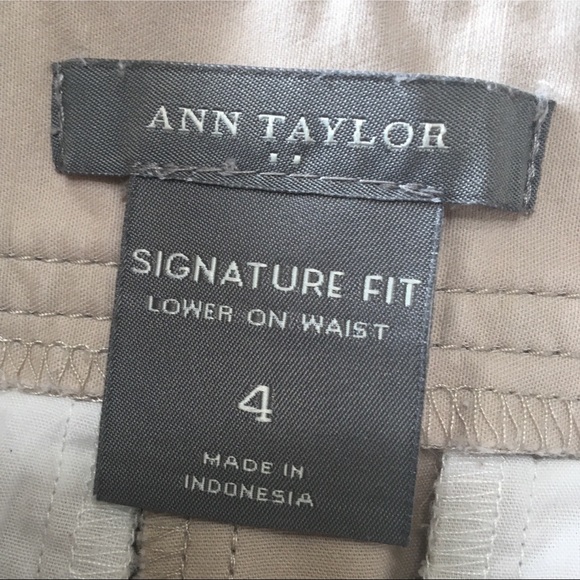 ANN TAYLOR
SIGNATURE FIT
LOWER ON WAIST
4
MADE IN
INDONESIA